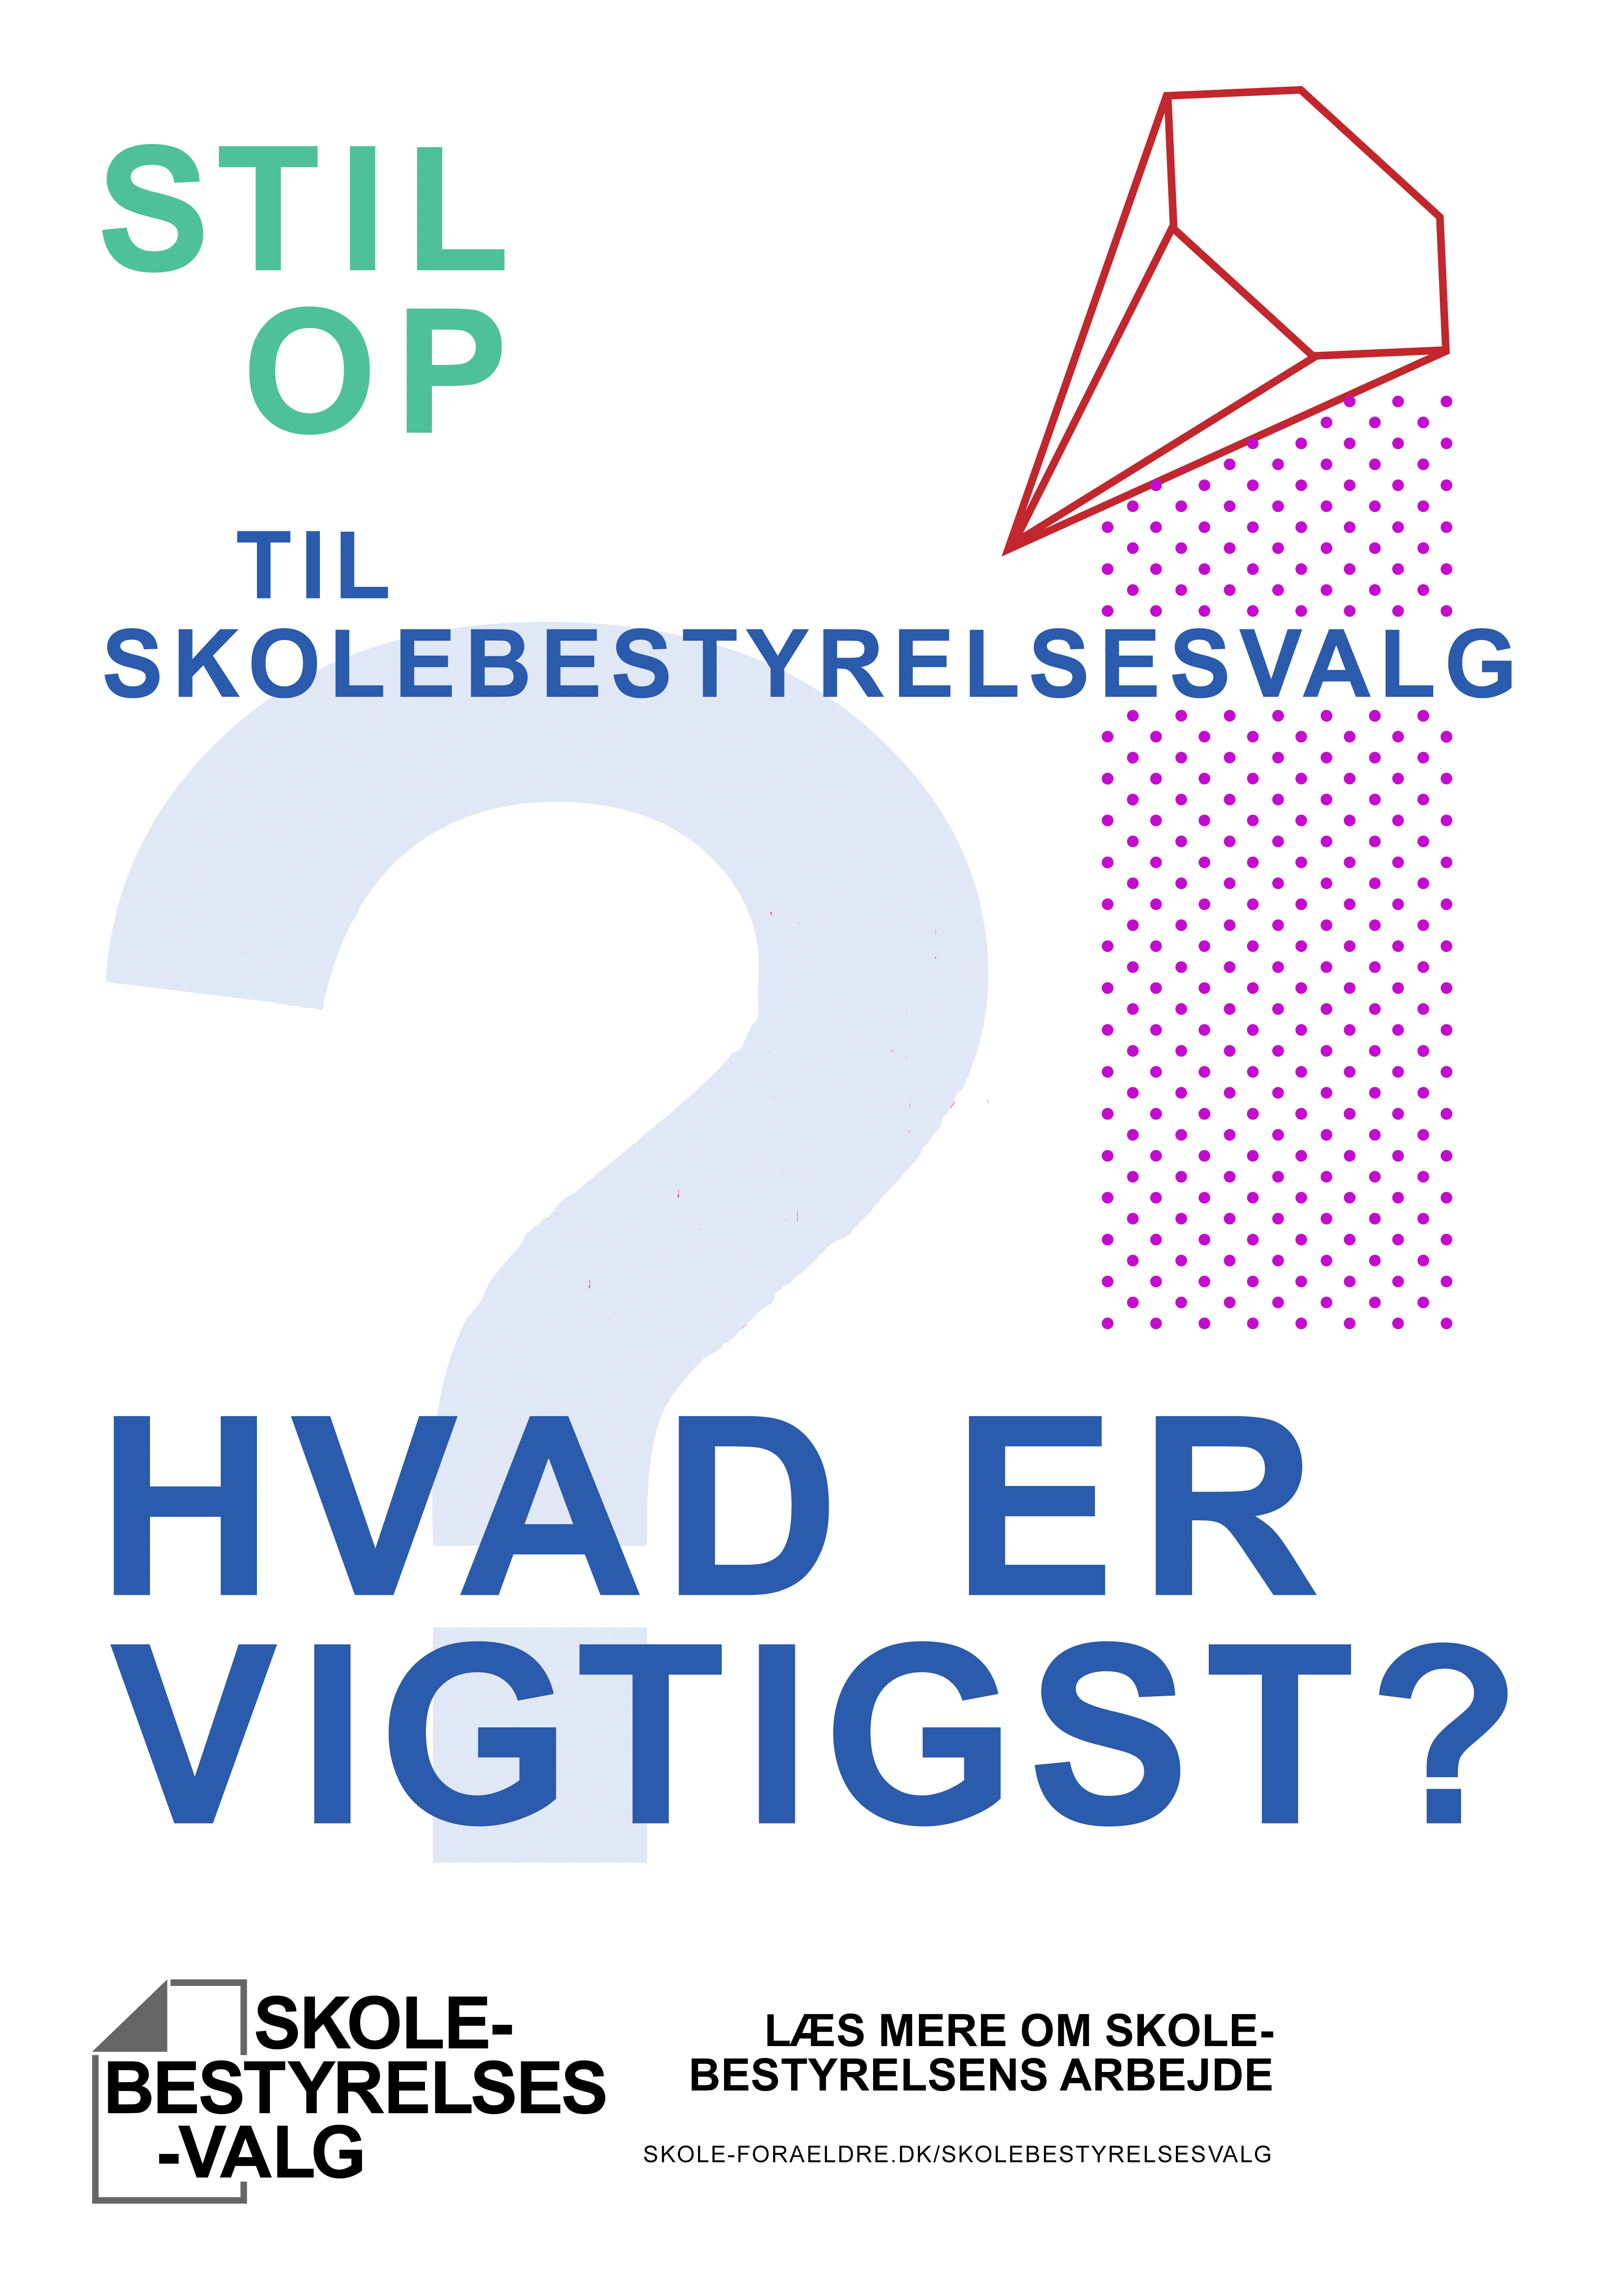 STIL
OP
TIL
SKOLEBESTYRELSESVALG
HVAD ER
VIGTIGST?
SKOLE-
BESTYRELSES
-VALG
LÆS MERE OM SKOLE-
BESTYRELSENS ARBEJDE
SKOLE-FORAELDRE.DK/SKOLEBESTYRELSESVALG